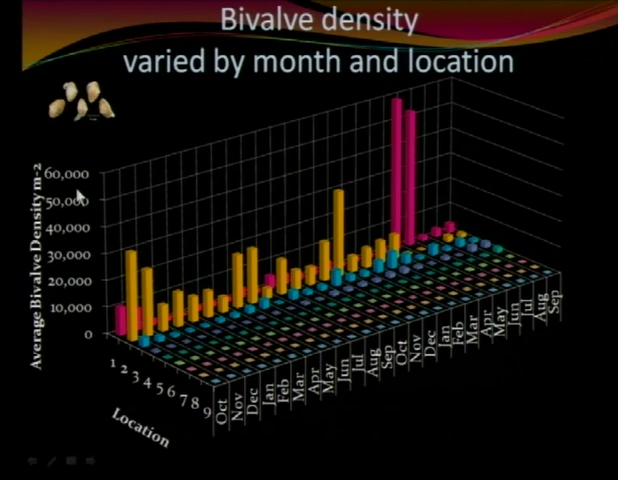 Bivalve density
varied by month and location
Average Bivalve Density m-2
60,000
50,000
40,000
30,000
20,000
10,000
0
1 2 3 4 5 6 7 8 9
Location
Oct
Nov
Dec
Jan
Feb
Mar
Apr
May
Jun
Jul
Aug
Sep
Oct
Nov
Dec
Jan
Feb
Mar
Apr
May
Jun
Jul
Aug
Sep